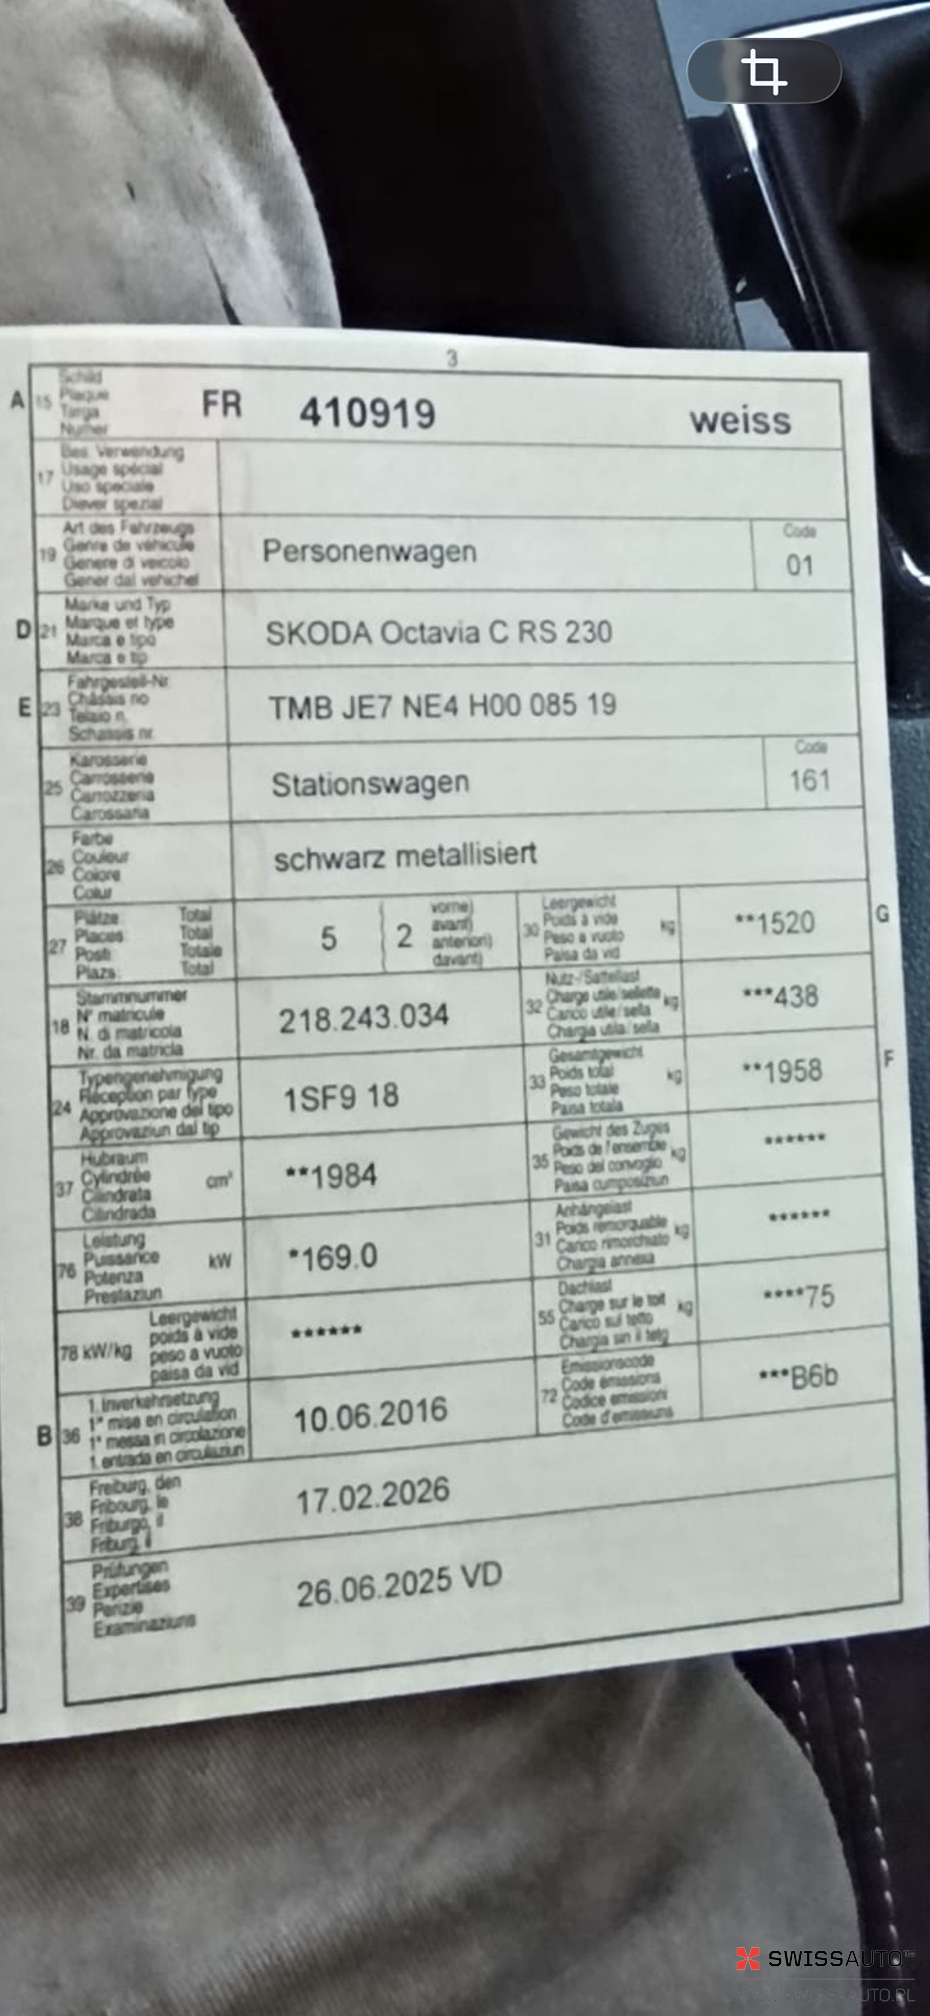 3
A 15 Schild
Plaque
Targa
Numer
FR 410919 weiss
17 Bes. Verwendung
Usage spécial
Uso speciale
Diever spezial
19 Art des Fahrzeugs
Genre de véhicule
Genere di veicolo
Gener dal vehichel
Personenwagen
Code
01
D 21 Marke und Typ
Marque et type
Marca e tipo
Marca e tip
SKODA Octavia C RS 230
E 23 Fahrgestell-Nr.
Châssis no
Telaio n.
Schassis nr.
TMB JE7 NE4 H00 085 19
25 Karosserie
Carrosserie
Carrozzeria
Carossaria
Stationswagen
Code
161
26 Farbe
Couleur
Colore
Colur
schwarz metallisiert
27 Plätze: Total
Places: Total
Posti: Totale
Plazs: Total
5 2
vorne)
avant)
anteriori)
davant)
30 Leergewicht
Poids à vide
Peso a vuoto
Paisa da vid
kg
**1520
G
18 Stammnummer
N° matricule
N. di matricola
Nr. da matricla
218.243.034
32 Nutz-/Sattellast
Charge utile/sellette
Carico utile/sella
Chargia utila/sella
kg
***438
24 Typengenehmigung
Réception par type
Approvazione del tipo
Approvaziun dal tip
1SF9 18
33 Gesamtgewicht
Poids total
Peso totale
Paisa totala
kg
**1958
F
37 Hubraum
Cylindrée
Cilindrata
Cilindrada
cm³
**1984
35 Gewicht des Zuges
Poids de l'ensemble
Peso del convoglio
Paisa cumposiziun
kg
******
76 Leistung
Puissance
Potenza
Prestaziun
kW
*169.0
31 Anhängelast
Poids remorquable
Carico rimorchiato
Chargia annexa
kg
******
78 kW/kg
Leergewicht
poids à vide
peso a vuoto
paisa da vid
******
55 Dachlast
Charge sur le toit
Carico sul tetto
Chargia sin il tetg
kg
****75
B 36 1. Inverkehrsetzung
1re mise en circulation
1a messa in circolazione
1. entrada en circulaziun
10.06.2016
72 Emissionscode
Code émissions
Codice emissioni
Code d'emissiuns
***B6b
38 Freiburg, den
Fribourg, le
Friburgo, il
Friburg, il
17.02.2026
39 Prüfungen
Expertises
Perizie
Examinaziuns
26.06.2025 VD
SWISSAUTO™
SWISSAUTO.PL